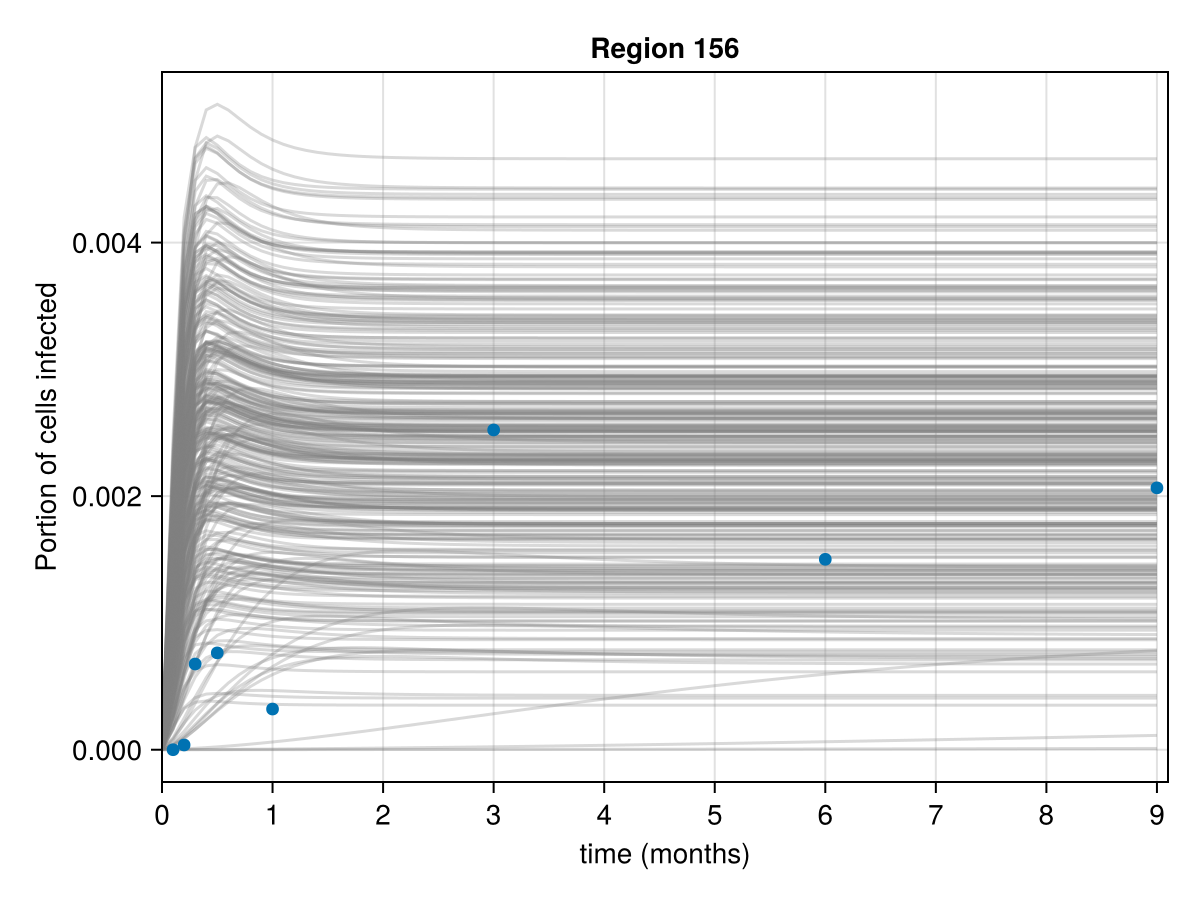 Region 156
Portion of cells infected
0.004
0.002
0.000
0 1 2 3 4 5 6 7 8 9
time (months)